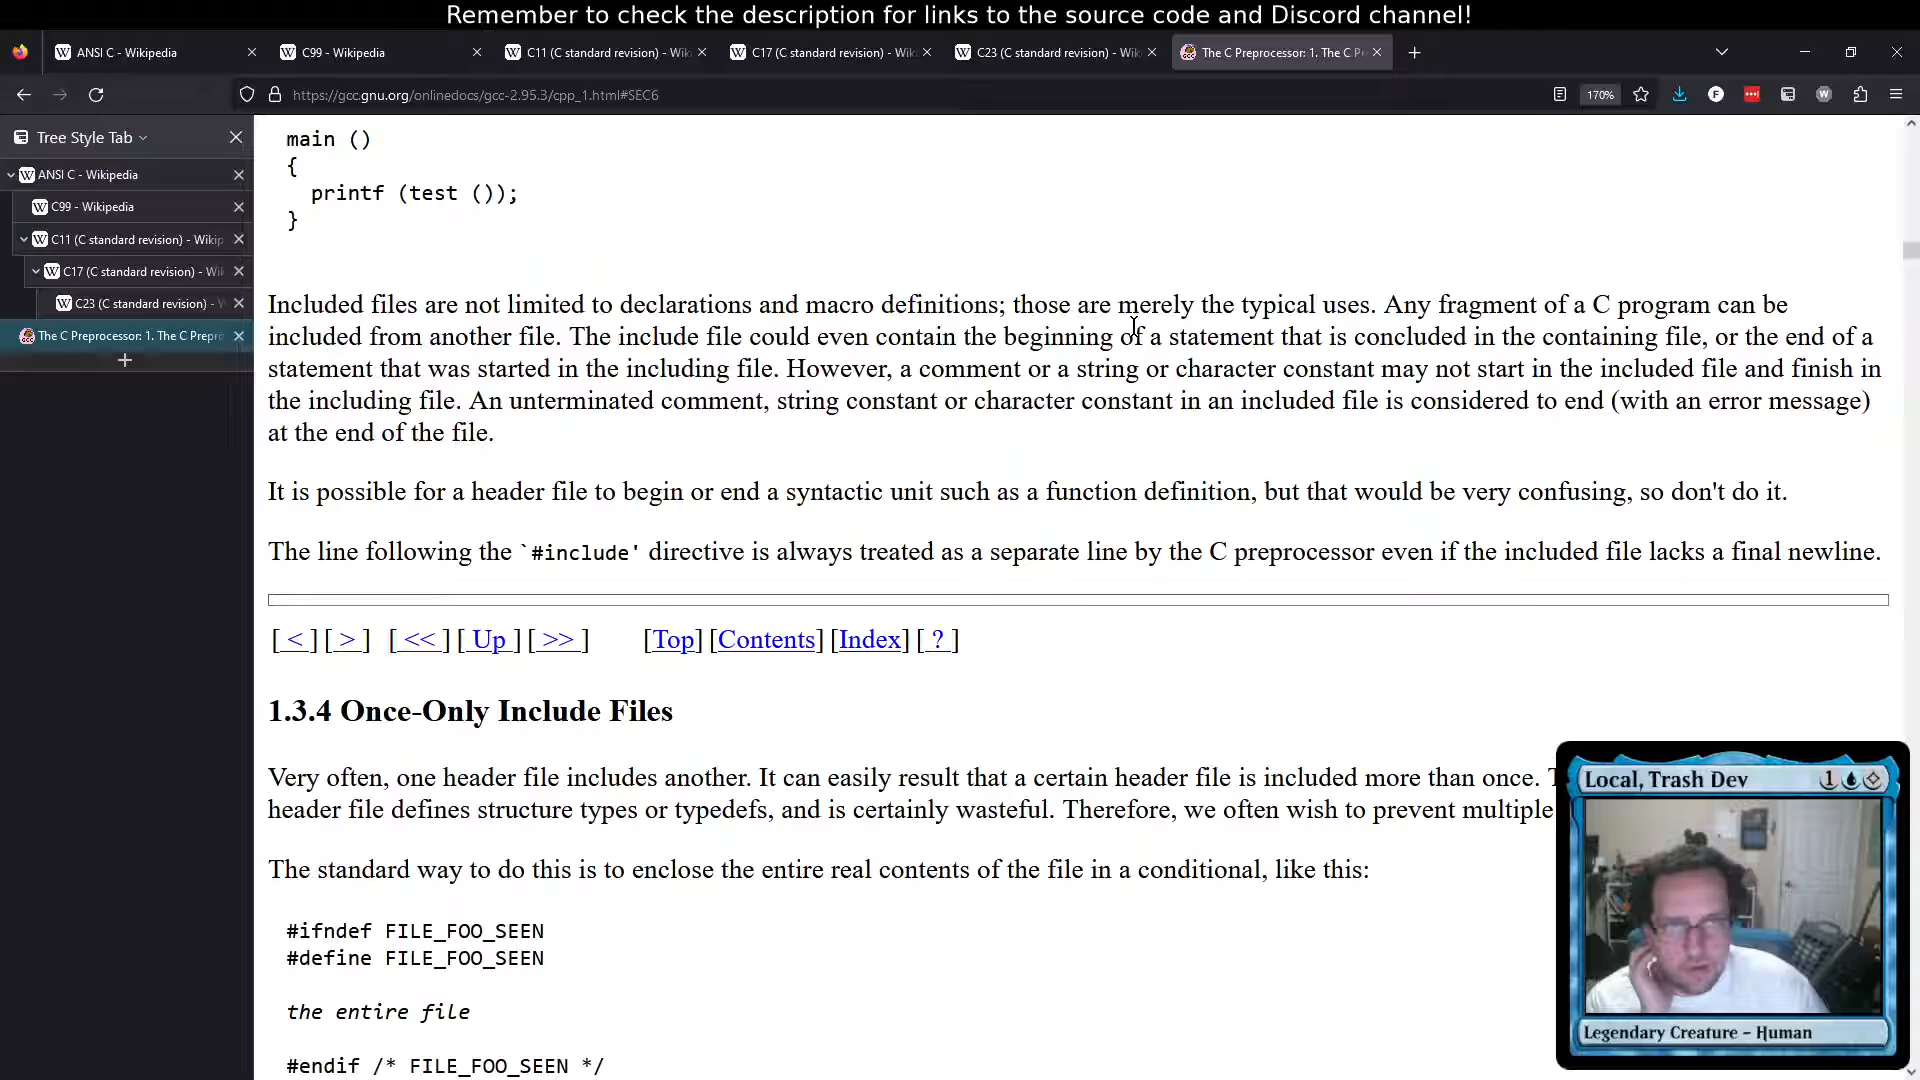 Remember to check the description for links to the source code and Discord channel!
ANSI C - Wikipedia
C99 - Wikipedia
C11 (C standard revision) - Wik
C17 (C standard revision) - Wik
C23 (C standard revision) - Wik
The C Preprocessor: 1. The C Pr
https://gcc.gnu.org/onlinedocs/gcc-2.95.3/cpp_1.html#SEC6
170%
Tree Style Tab
ANSI C - Wikipedia
C99 - Wikipedia
C11 (C standard revision) - Wikip
C17 (C standard revision) - Wi
C23 (C standard revision) -
The C Preprocessor: 1. The C Prepro
main ()
{
printf (test ());
}
Included files are not limited to declarations and macro definitions; those are merely the typical uses. Any fragment of a C program can be
included from another file. The include file could even contain the beginning of a statement that is concluded in the containing file, or the end of a
statement that was started in the including file. However, a comment or a string or character constant may not start in the included file and finish in
the including file. An unterminated comment, string constant or character constant in an included file is considered to end (with an error message)
at the end of the file.
It is possible for a header file to begin or end a syntactic unit such as a function definition, but that would be very confusing, so don't do it.
The line following the `#include' directive is always treated as a separate line by the C preprocessor even if the included file lacks a final newline.
[ < ] [ > ] [ << ] [ Up ] [ >> ] [Top] [Contents] [Index] [ ? ]
1.3.4 Once-Only Include Files
Very often, one header file includes another. It can easily result that a certain header file is included more than once.
header file defines structure types or typedefs, and is certainly wasteful. Therefore, we often wish to prevent multiple
The standard way to do this is to enclose the entire real contents of the file in a conditional, like this:
#ifndef FILE_FOO_SEEN
#define FILE_FOO_SEEN
the entire file
#endif /* FILE_FOO_SEEN */
Local, Trash Dev
1
Legendary Creature - Human